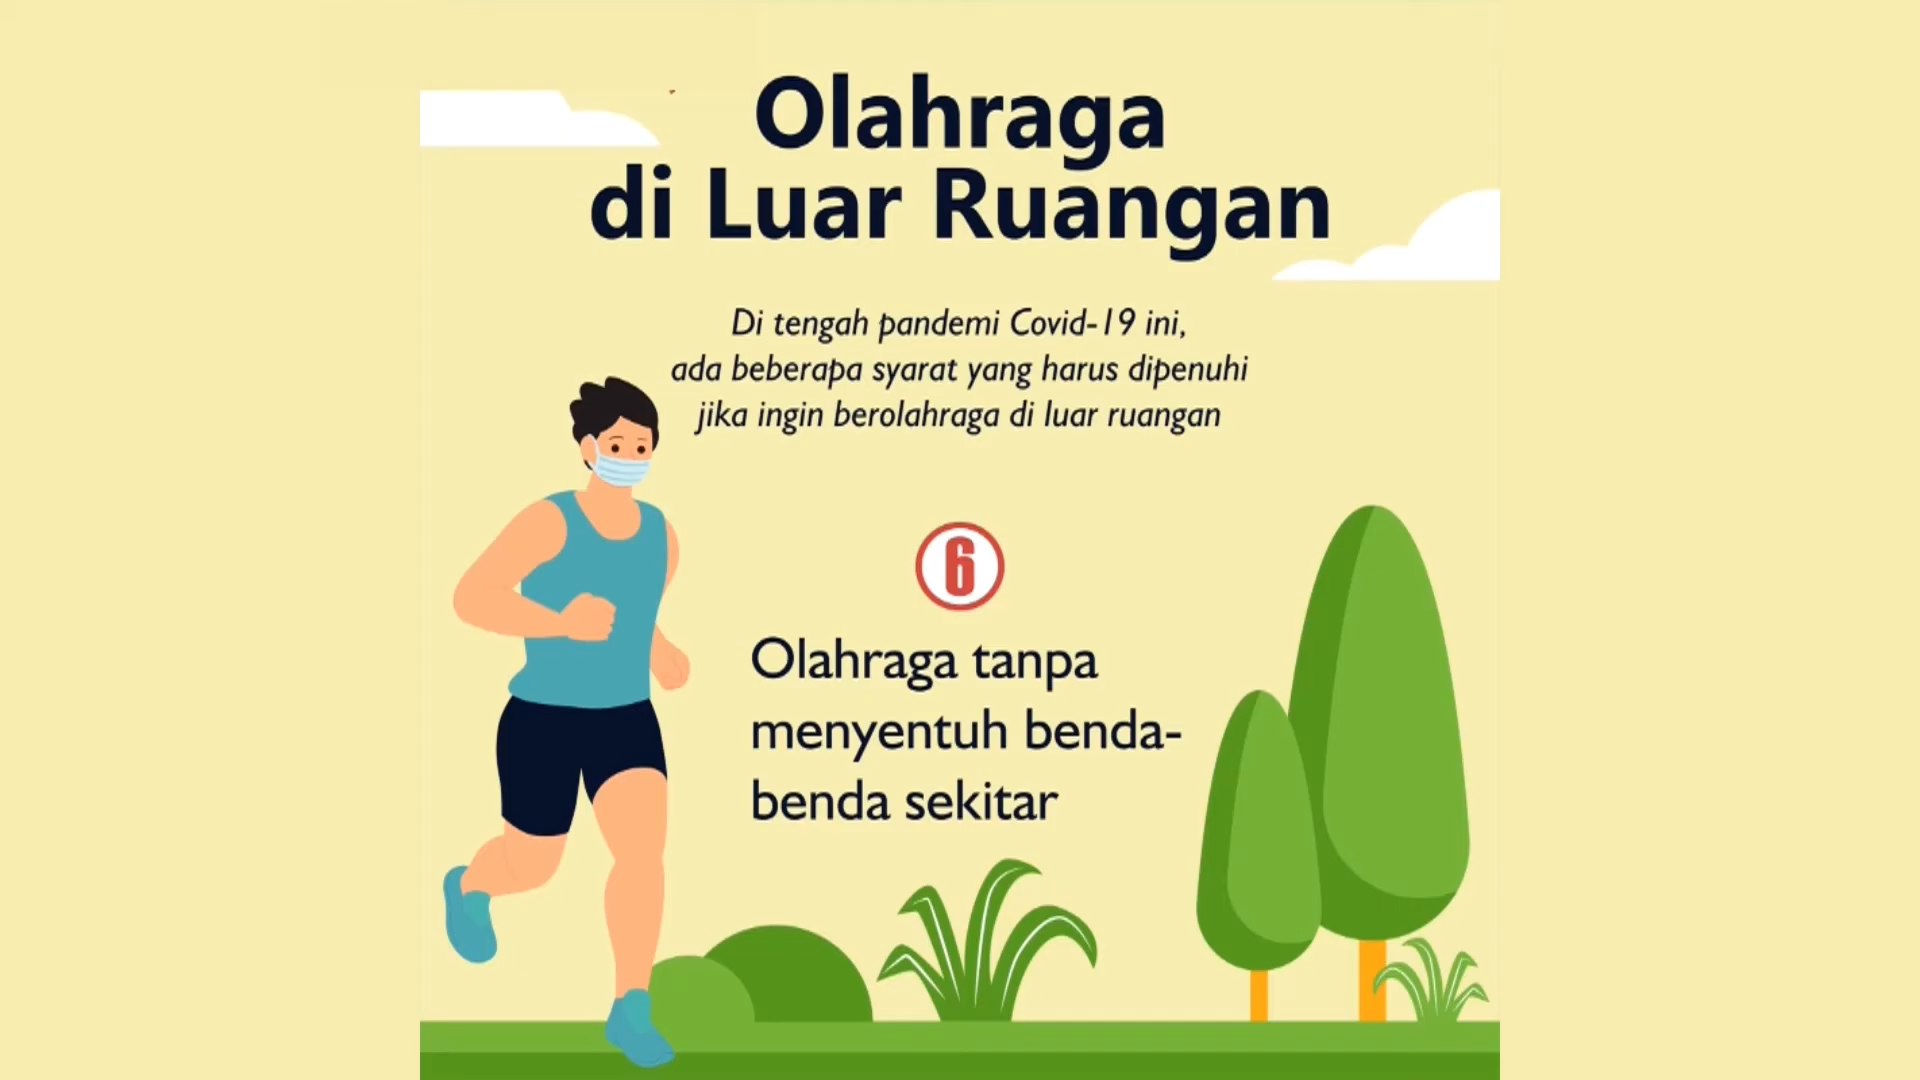 Olahraga
di Luar Ruangan
Di tengah pandemi Covid-19 ini,
ada beberapa syarat yang harus dipenuhi
jika ingin berolahraga di luar ruangan
6
Olahraga tanpa
menyentuh benda-
benda sekitar